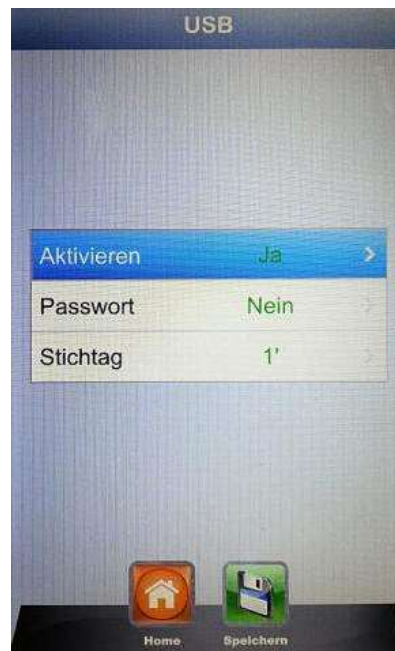 USB
Aktivieren Ja
Passwort Nein
Stichtag 1'
Home Speichern